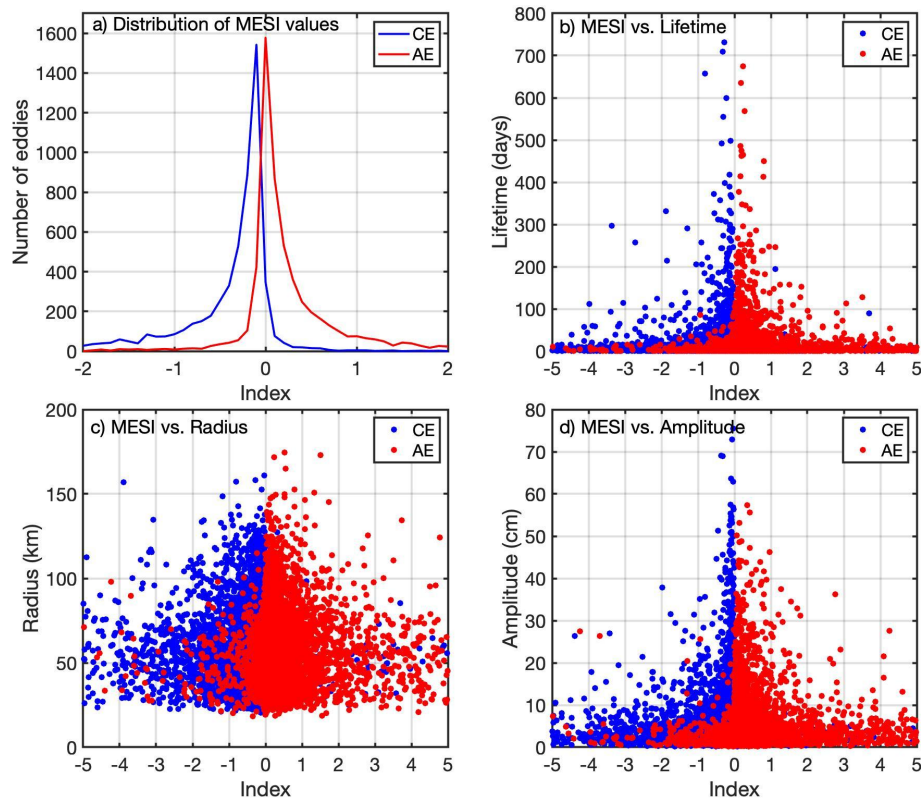 a) Distribution of MESI values
CE
AE
1600
1400
1200
1000
800
600
400
200
0
Number of eddies
-2 -1 0 1 2
Index
b) MESI vs. Lifetime
CE
AE
800
700
600
500
400
300
200
100
0
Lifetime (days)
-5 -4 -3 -2 -1 0 1 2 3 4 5
Index
c) MESI vs. Radius
CE
AE
200
150
100
50
0
Radius (km)
-5 -4 -3 -2 -1 0 1 2 3 4 5
Index
d) MESI vs. Amplitude
CE
AE
80
70
60
50
40
30
20
10
0
Amplitude (cm)
-5 -4 -3 -2 -1 0 1 2 3 4 5
Index